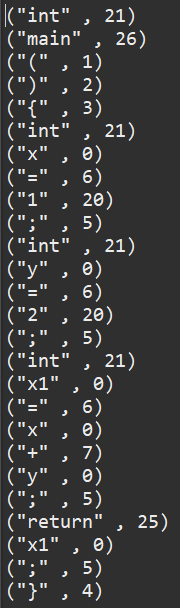 ("int" , 21)
("main" , 26)
("(" , 1)
(")" , 2)
("{" , 3)
("int" , 21)
("x" , 0)
("=" , 6)
("1" , 20)
(";" , 5)
("int" , 21)
("y" , 0)
("=" , 6)
("2" , 20)
(";" , 5)
("int" , 21)
("x1" , 0)
("=" , 6)
("x" , 0)
("+" , 7)
("y" , 0)
(";" , 5)
("return" , 25)
("x1" , 0)
(";" , 5)
("}" , 4)